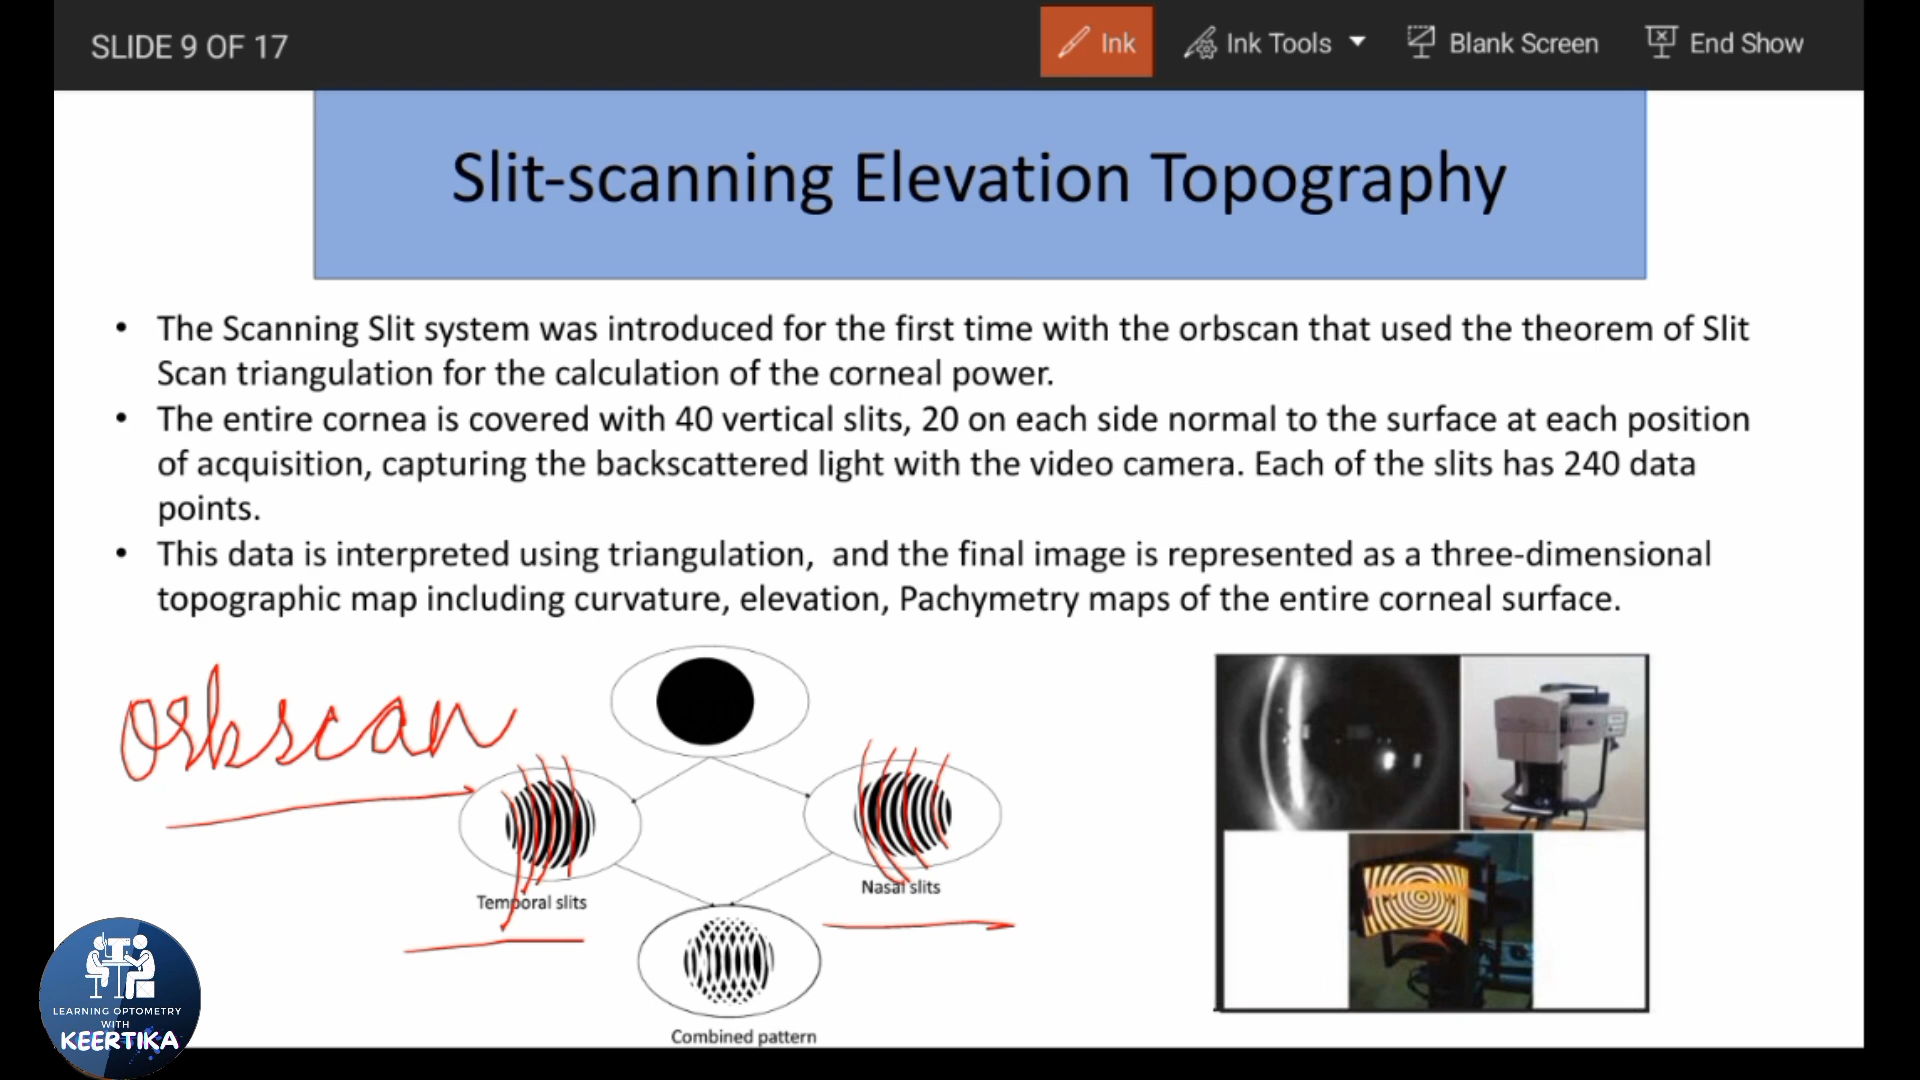 SLIDE 9 OF 17
Ink
Ink Tools
Blank Screen
End Show
Slit-scanning Elevation Topography
• The Scanning Slit system was introduced for the first time with the orbscan that used the theorem of Slit
Scan triangulation for the calculation of the corneal power.
• The entire cornea is covered with 40 vertical slits, 20 on each side normal to the surface at each position
of acquisition, capturing the backscattered light with the video camera. Each of the slits has 240 data
points.
• This data is interpreted using triangulation,  and the final image is represented as a three-dimensional
topographic map including curvature, elevation, Pachymetry maps of the entire corneal surface.
Orbscan
Temporal slits
Nasal slits
Combined pattern
LEARNING OPTOMETRY
WITH
KEERTIKA